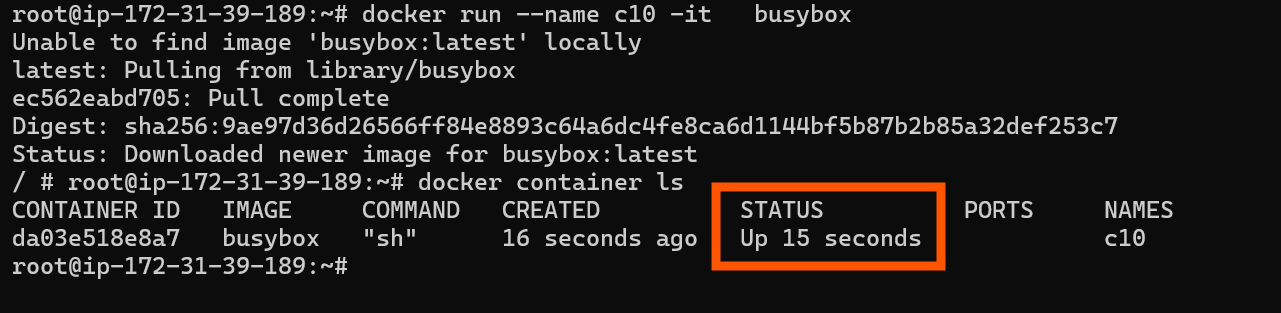 root@ip-172-31-39-189:~# docker run --name c10 -it   busybox
Unable to find image 'busybox:latest' locally
latest: Pulling from library/busybox
ec562eabd705: Pull complete
Digest: sha256:9ae97d36d26566ff84e8893c64a6dc4fe8ca6d1144bf5b87b2b85a32def253c7
Status: Downloaded newer image for busybox:latest
/ # root@ip-172-31-39-189:~# docker container ls
CONTAINER ID   IMAGE     COMMAND   CREATED          STATUS          PORTS     NAMES
da03e518e8a7   busybox   "sh"      16 seconds ago   Up 15 seconds             c10
root@ip-172-31-39-189:~#